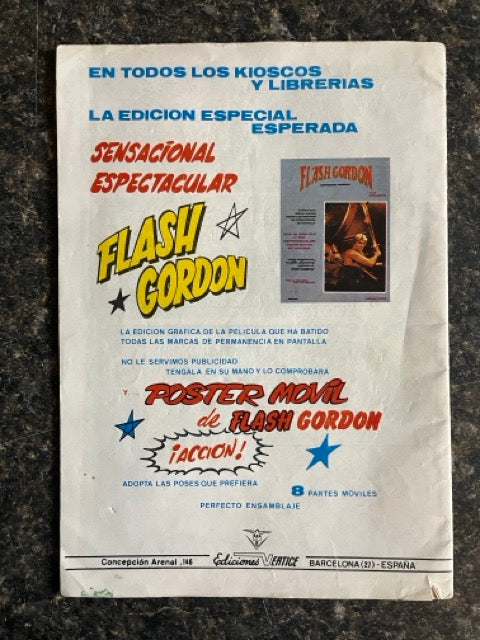 EN TODOS LOS KIOSCOS
Y LIBRERIAS
LA EDICION ESPECIAL
ESPERADA
SENSACIONAL
ESPECTACULAR
FLASH
GORDON
FLASH GORDON
LA EDICION GRAFICA DE LA PELICULA QUE HA BATIDO
TODAS LAS MARCAS DE PERMANENCIA EN PANTALLA
NO LE SERVIMOS PUBLICIDAD
TENGALA EN SU MANO Y LO COMPROBARA
Y... POSTER MOVIL
de FLASH GORDON
¡ACCION!
ADOPTA LAS POSES QUE PREFIERA
8 PARTES MOVILES
PERFECTO ENSAMBLAJE
Concepción Arenal ,146 Ediciones VERTICE BARCELONA (27) - ESPAÑA